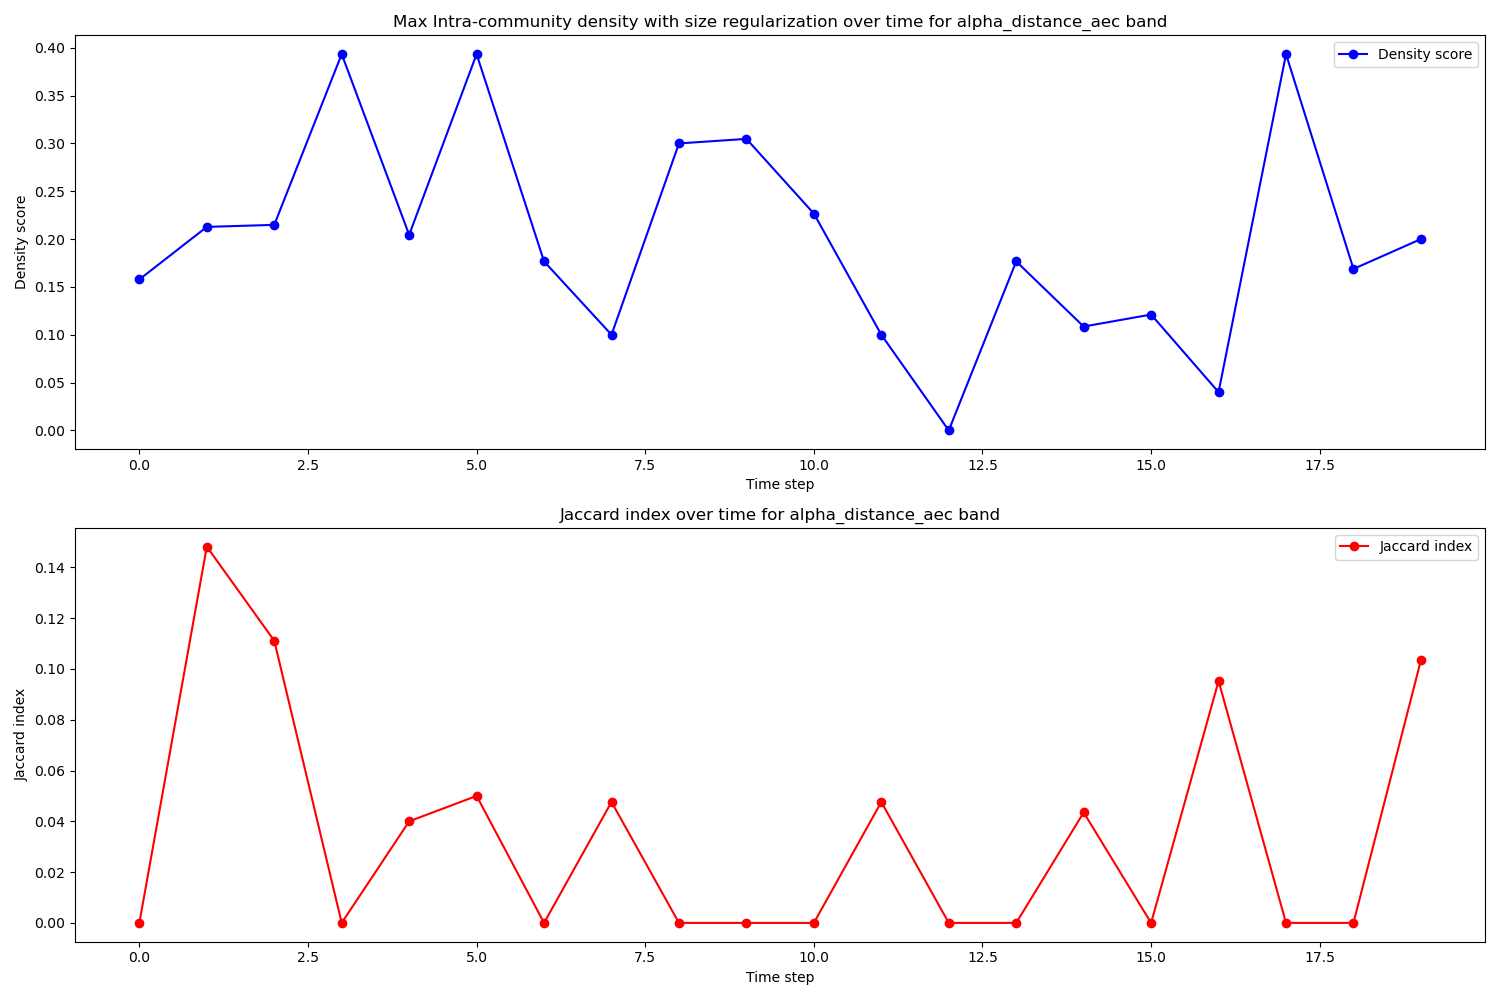 Max Intra-community density with size regularization over time for alpha_distance_aec band
Density score
0.40
0.35
0.30
0.25
0.20
0.15
0.10
0.05
0.00
Density score
0.0 2.5 5.0 7.5 10.0 12.5 15.0 17.5
Time step
Jaccard index over time for alpha_distance_aec band
Jaccard index
0.14
0.12
0.10
0.08
0.06
0.04
0.02
0.00
Jaccard index
0.0 2.5 5.0 7.5 10.0 12.5 15.0 17.5
Time step